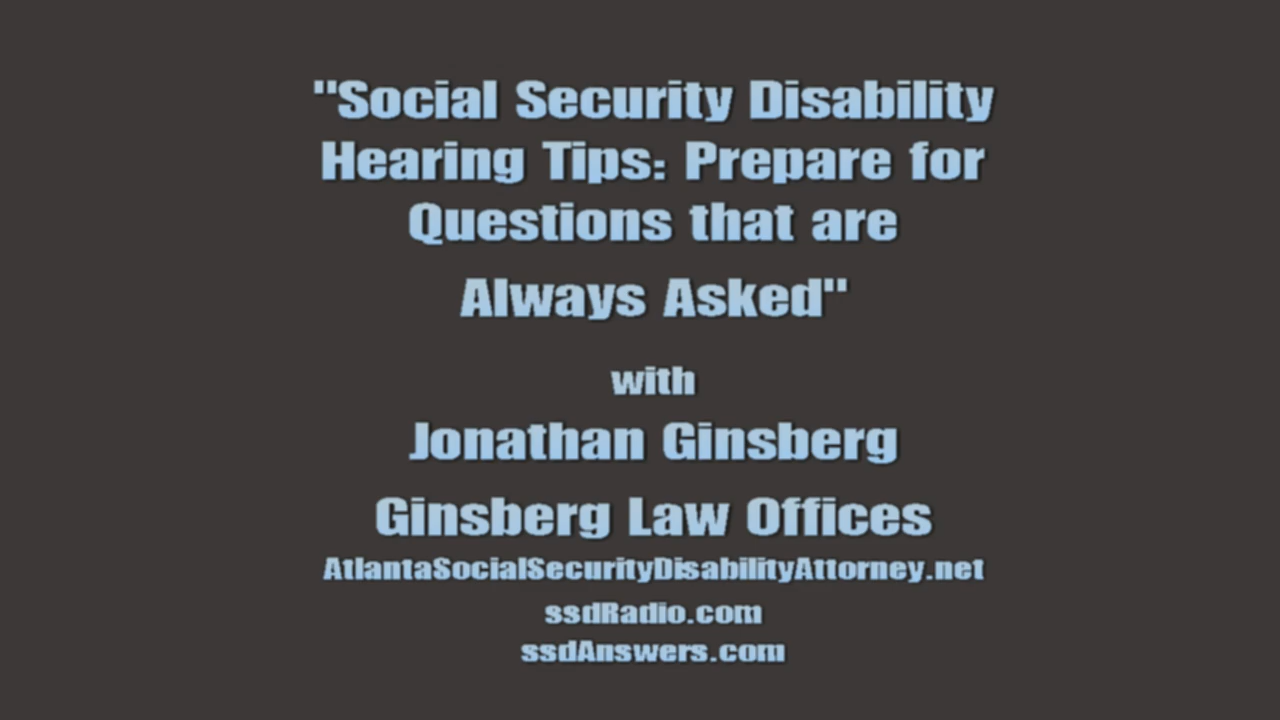 "Social Security Disability
Hearing Tips: Prepare for
Questions that are
Always Asked"
with
Jonathan Ginsberg
Ginsberg Law Offices
AtlantaSocialSecurityDisabilityAttorney.net
ssdRadio.com
ssdAnswers.com